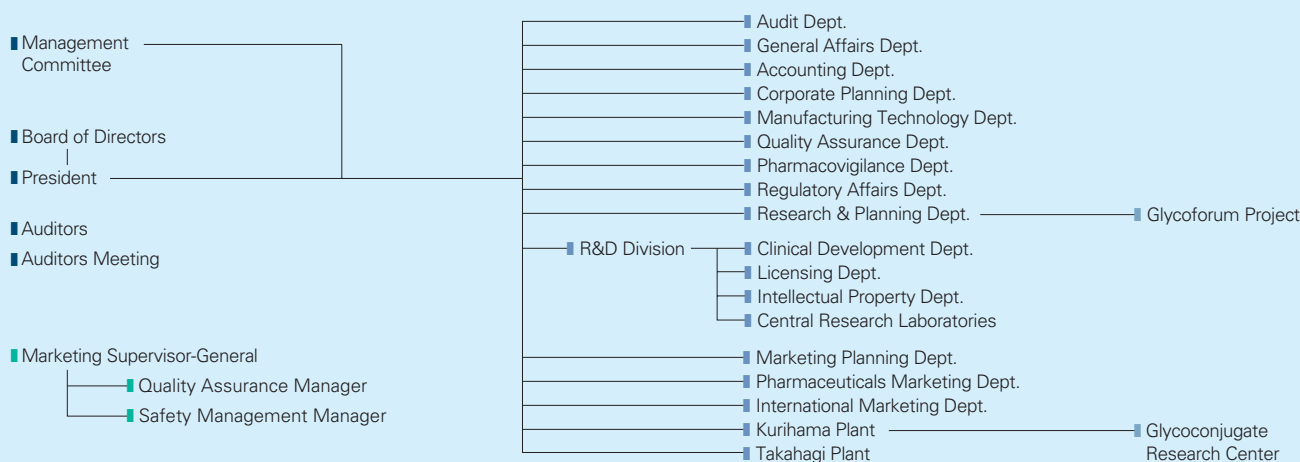 Management
Committee
Board of Directors
President
Auditors
Auditors Meeting
Marketing Supervisor-General
Quality Assurance Manager
Safety Management Manager
Audit Dept.
General Affairs Dept.
Accounting Dept.
Corporate Planning Dept.
Manufacturing Technology Dept.
Quality Assurance Dept.
Pharmacovigilance Dept.
Regulatory Affairs Dept.
Research & Planning Dept.
Glycoforum Project
R&D Division
Clinical Development Dept.
Licensing Dept.
Intellectual Property Dept.
Central Research Laboratories
Marketing Planning Dept.
Pharmaceuticals Marketing Dept.
International Marketing Dept.
Kurihama Plant
Glycoconjugate
Research Center
Takahagi Plant